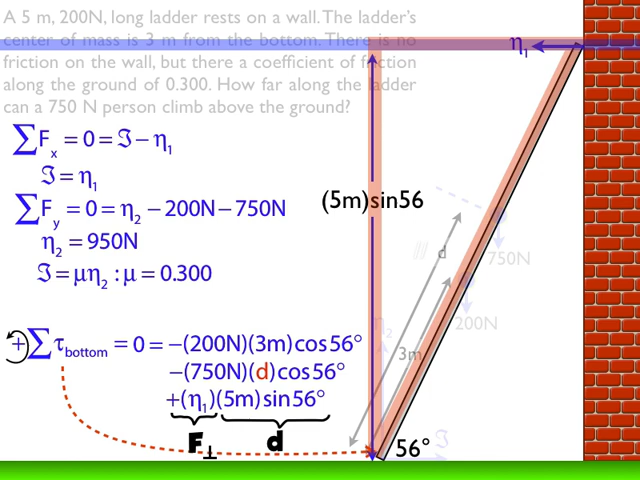 A 5 m, 200N, long ladder rests on a wall. The ladder's
center of mass is 3 m from the bottom. There is no
friction on the wall, but there a coefficient of friction
along the ground of 0.300. How far along the ladder
can a 750 N person climb above the ground?
η₁
∑Fₓ = 0 = ℑ − η₁
ℑ = η₁
(5m)sin56
∑F_y = 0 = η₂ − 200N − 750N
η₂ = 950N
ℑ = μη₂ : μ = 0.300
d
750N
200N
η₂
3m
+∑τ_bottom = 0 = −(200N)(3m)cos56°
−(750N)(d)cos56°
+(η₁)(5m)sin56°
F⊥ d
56°
ℑ